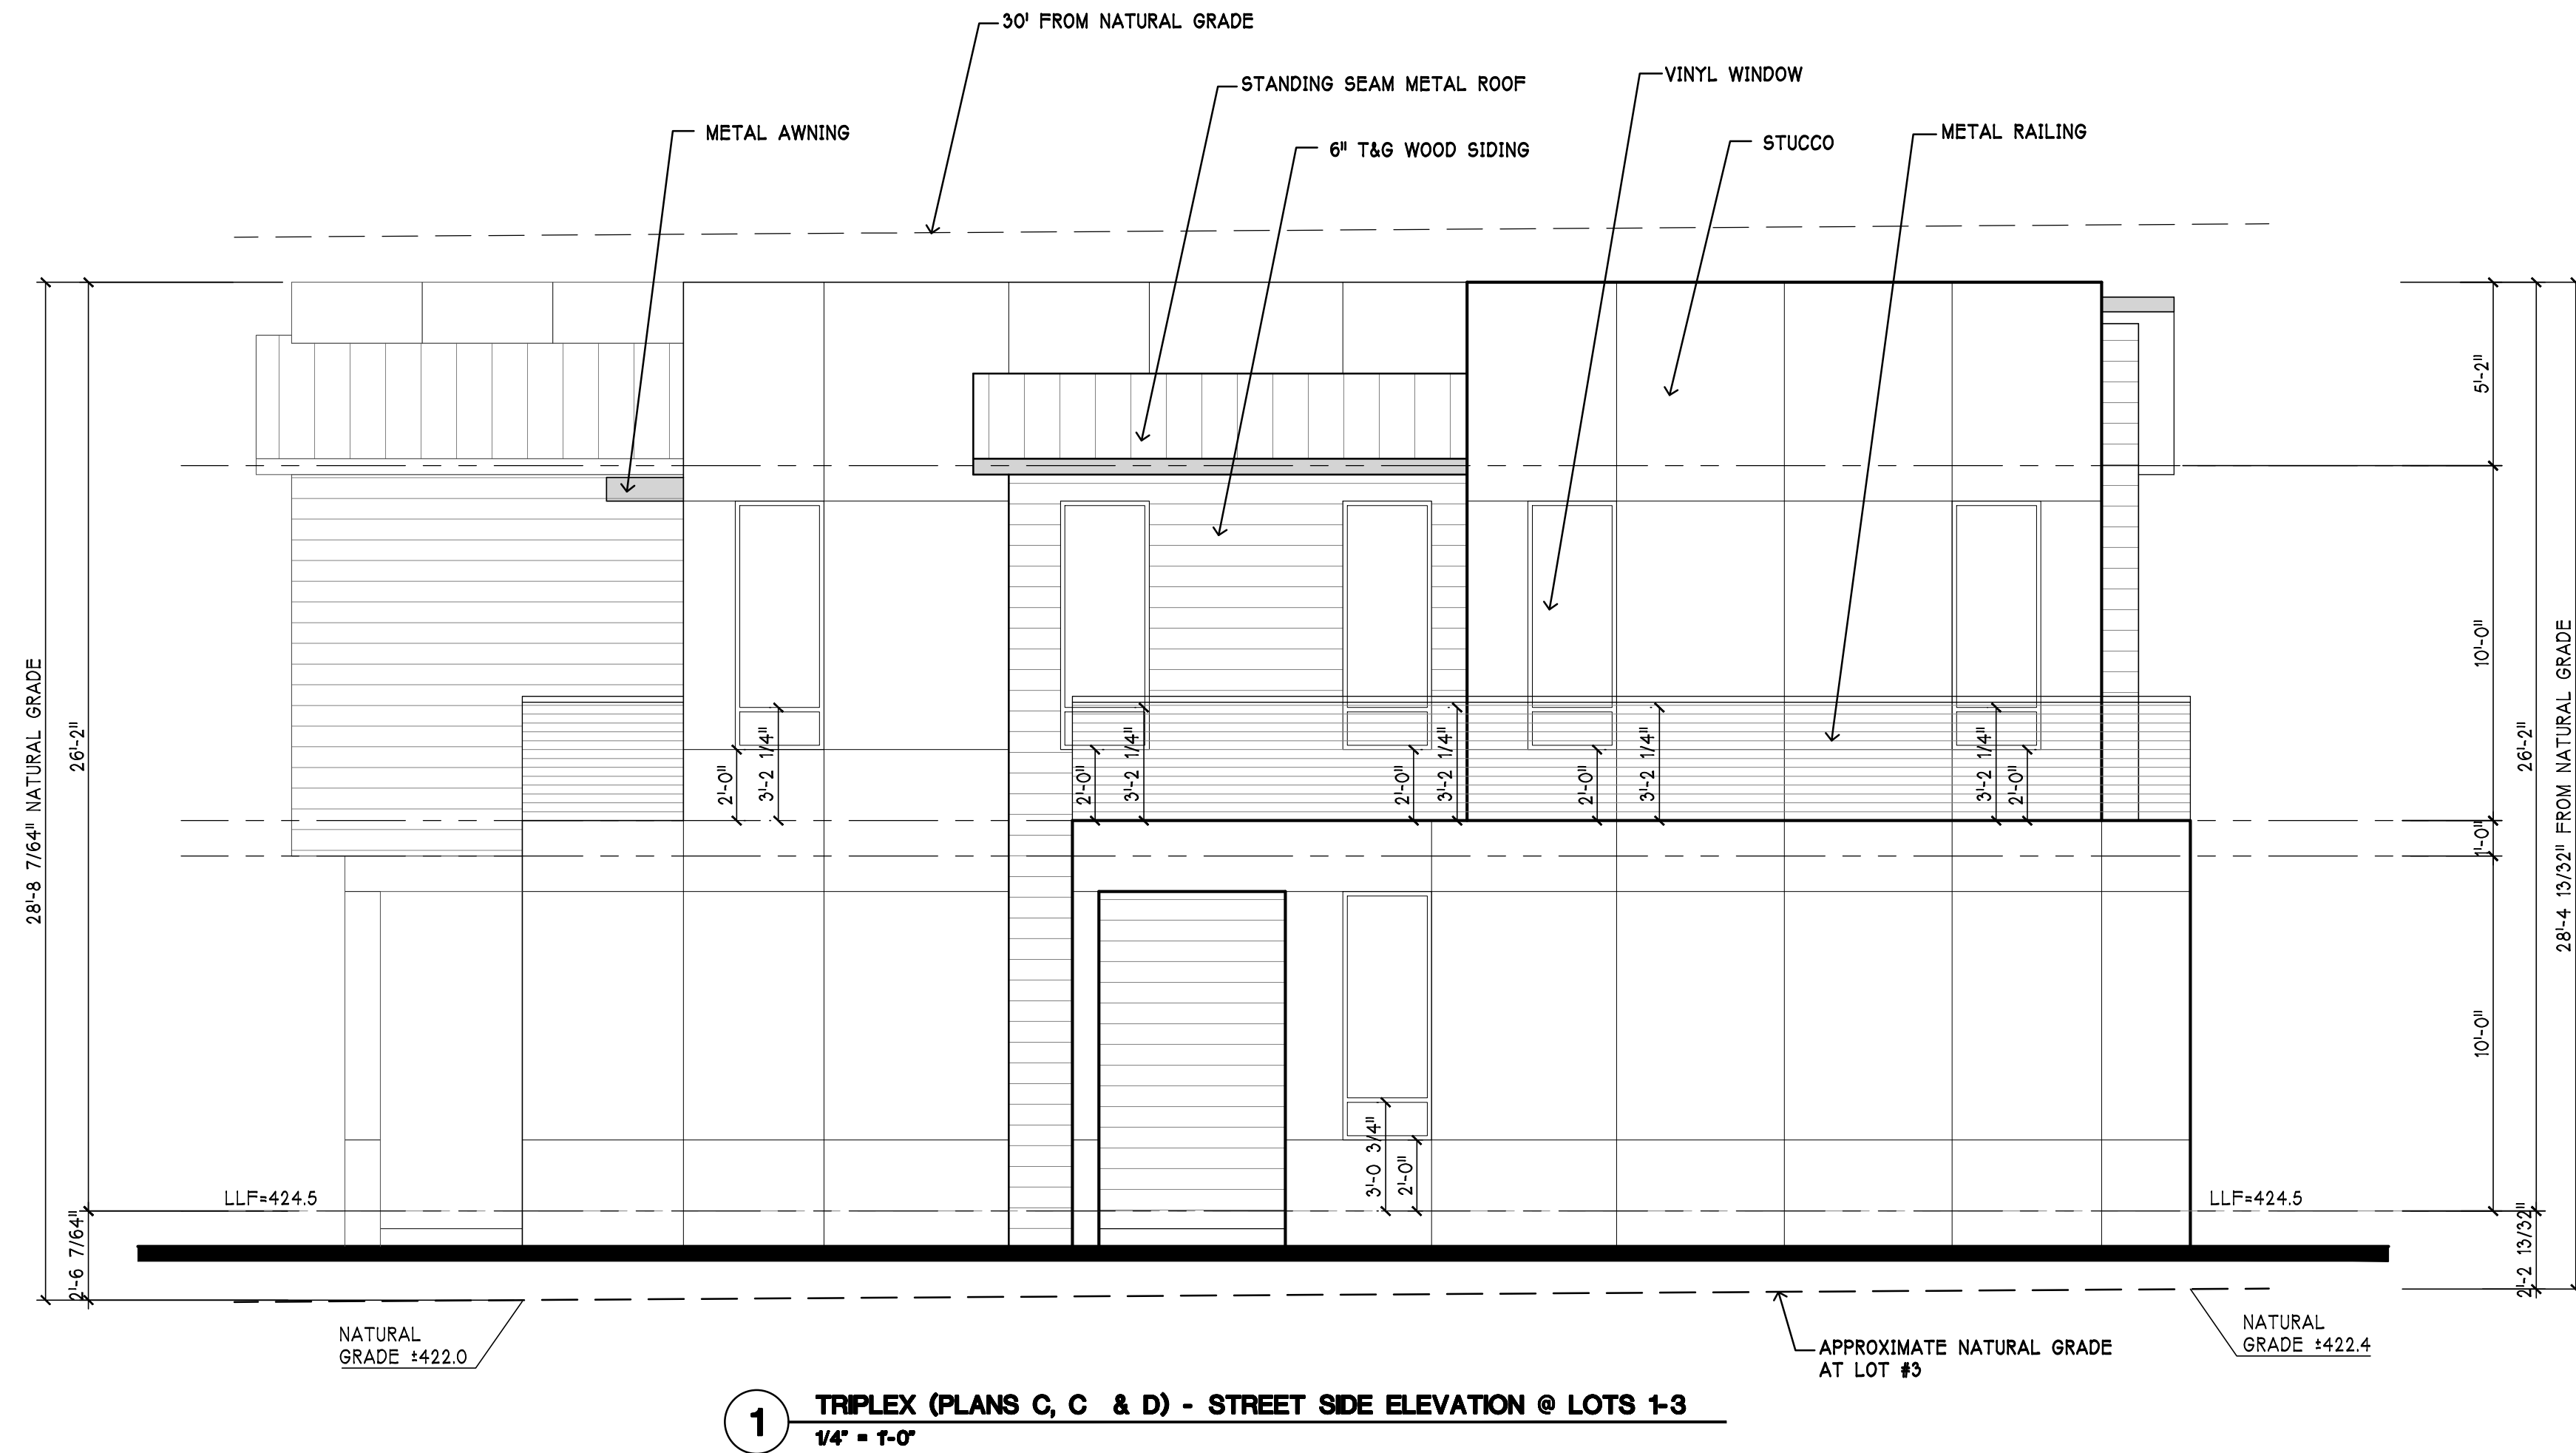 30' FROM NATURAL GRADE
STANDING SEAM METAL ROOF
VINYL WINDOW
METAL AWNING
6" T&G WOOD SIDING
STUCCO
METAL RAILING
28'-8 7/64" NATURAL GRADE
26'-2"
2'-6 7/64"
5'-2"
10'-0"
1'-0"
10'-0"
26'-2"
2'-2 13/32"
28'-4 13/32" FROM NATURAL GRADE
2'-0"
3'-2 1/4"
2'-0"
3'-2 1/4"
2'-0"
3'-2 1/4"
2'-0"
3'-2 1/4"
3'-2 1/4"
2'-0"
3'-0 3/4"
2'-0"
LLF=424.5
LLF=424.5
NATURAL
GRADE ±422.0
APPROXIMATE NATURAL GRADE
AT LOT #3
NATURAL
GRADE ±422.4
1
TRIPLEX (PLANS C, C & D) - STREET SIDE ELEVATION @ LOTS 1-3
1/4" = 1'-0"